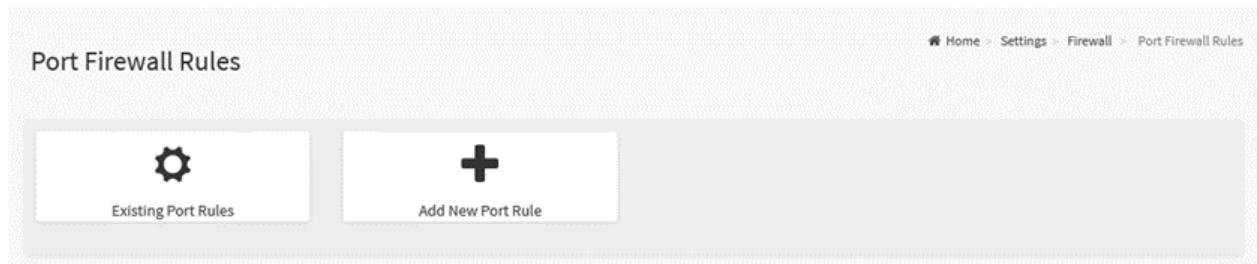 Home > Settings > Firewall > Port Firewall Rules
Port Firewall Rules
Existing Port Rules
Add New Port Rule